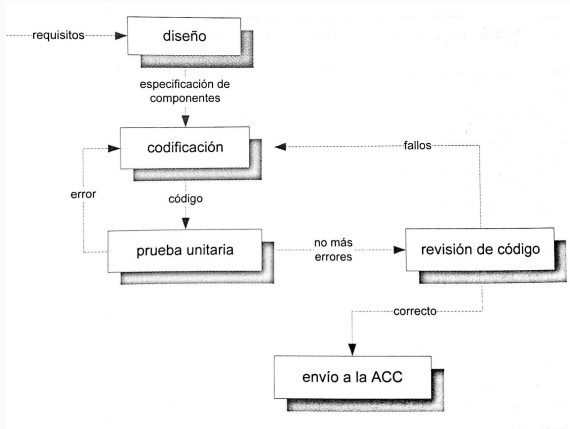 requisitos
diseño
especificación de
componentes
codificación
fallos
error
código
prueba unitaria
no más
errores
revisión de código
correcto
envío a la ACC